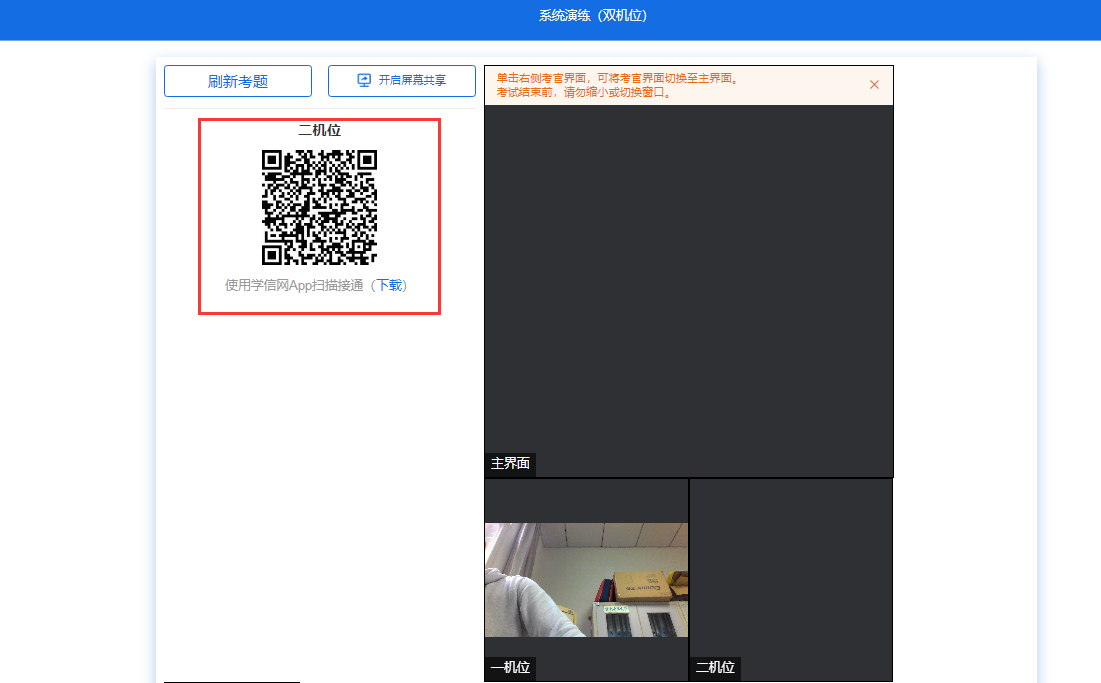 系统演练（双机位）
刷新考题
开启屏幕共享
二机位
使用学信网App扫描接通（下载）
单击右侧考官界面，可将考官界面切换至主界面。
考试结束前，请勿缩小或切换窗口。
主界面
一机位
二机位